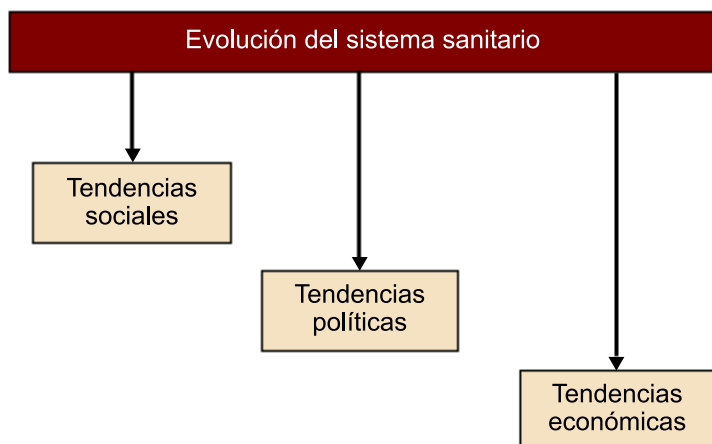 Evolución del sistema sanitario
Tendencias
sociales
Tendencias
políticas
Tendencias
económicas